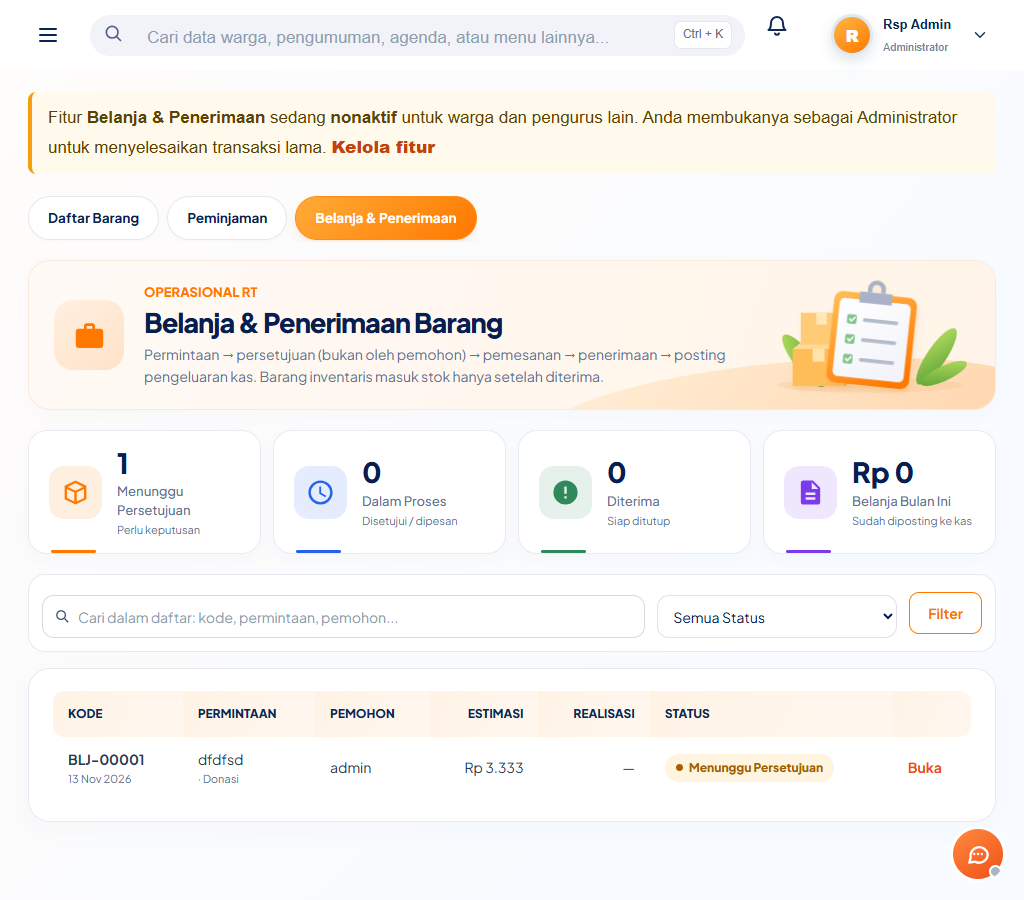 Cari data warga, pengumuman, agenda, atau menu lainnya...
Ctrl + K
R
Rsp Admin
Administrator
Fitur Belanja & Penerimaan sedang nonaktif untuk warga dan pengurus lain. Anda membukanya sebagai Administrator
untuk menyelesaikan transaksi lama. Kelola fitur
Daftar Barang
Peminjaman
Belanja & Penerimaan
OPERASIONAL RT
Belanja & Penerimaan Barang
Permintaan → persetujuan (bukan oleh pemohon) → pemesanan → penerimaan → posting
pengeluaran kas. Barang inventaris masuk stok hanya setelah diterima.
1
Menunggu
Persetujuan
Perlu keputusan
0
Dalam Proses
Disetujui / dipesan
0
Diterima
Siap ditutup
Rp 0
Belanja Bulan Ini
Sudah diposting ke kas
Cari dalam daftar: kode, permintaan, pemohon...
Semua Status
Filter
KODE PERMINTAAN PEMOHON ESTIMASI REALISASI STATUS
BLJ-00001 dfdfsd admin Rp 3.333 — Menunggu Persetujuan Buka
13 Nov 2026 · Donasi